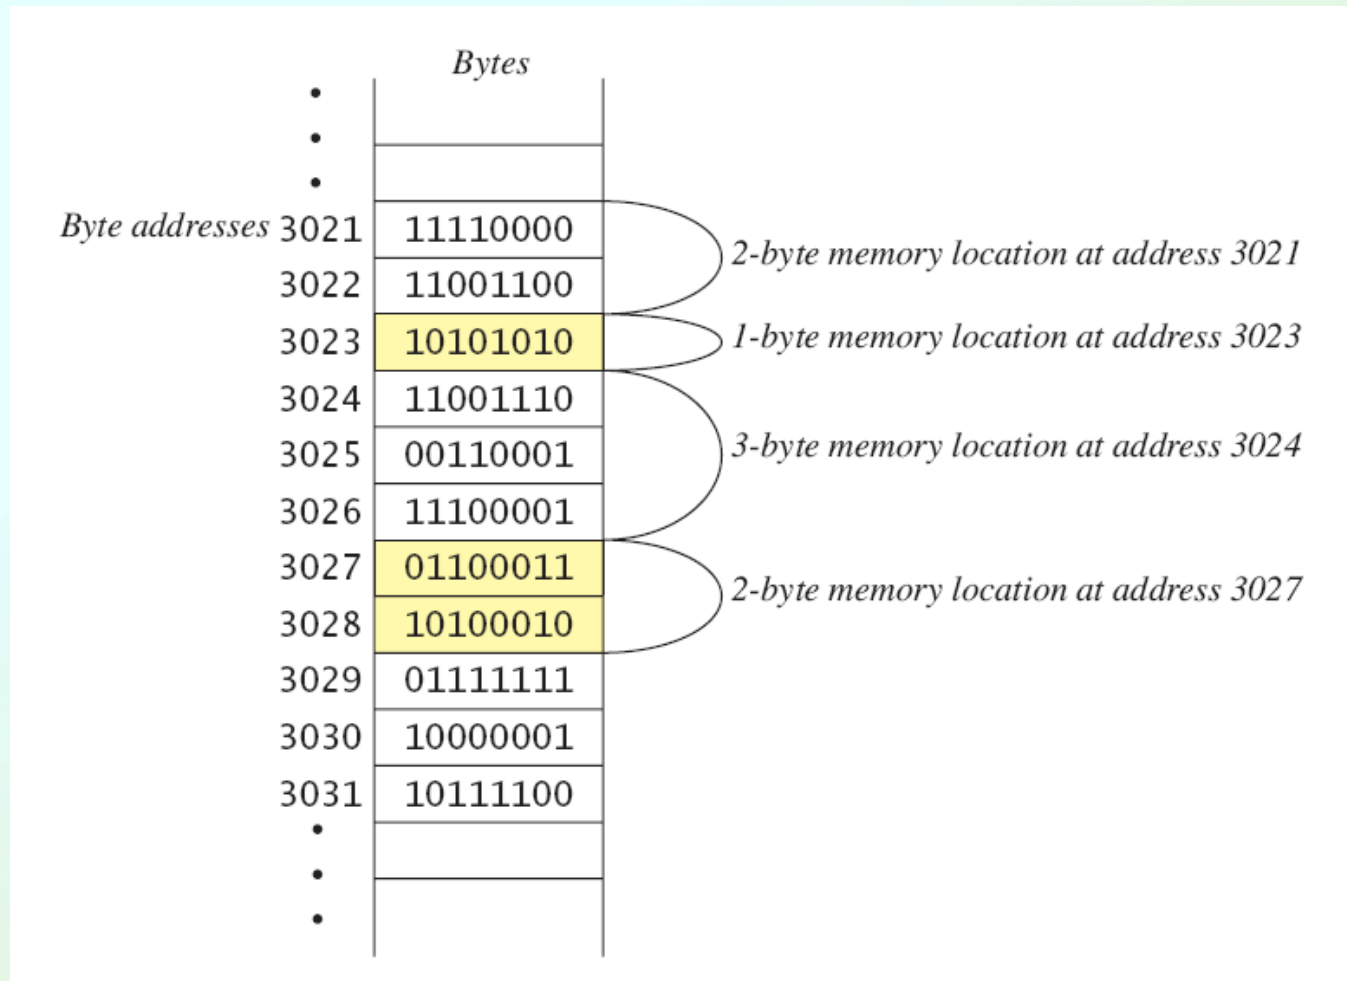 Bytes
Byte addresses 3021 11110000
2-byte memory location at address 3021
3022 11001100
3023 10101010 1-byte memory location at address 3023
3024 11001110
3025 00110001 3-byte memory location at address 3024
3026 11100001
3027 01100011
2-byte memory location at address 3027
3028 10100010
3029 01111111
3030 10000001
3031 10111100